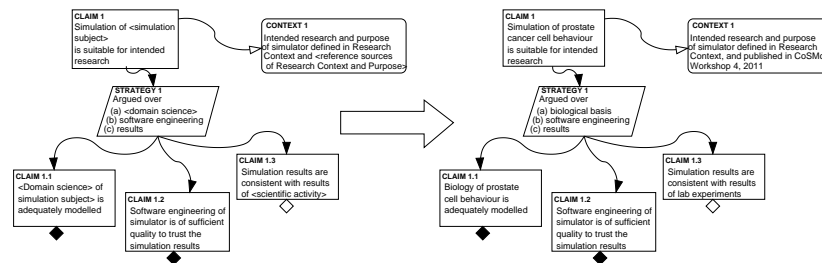 CLAIM 1
Simulation of <simulation
subject>
is suitable for intended
research
CONTEXT 1
Intended research and purpose
of simulator defined in Research
Context and <reference sources
of Research Context and Purpose>
STRATEGY 1
Argued over
(a) <domain science>
(b) software engineering
(c) results
CLAIM 1.1
<Domain science> of
simulation subject> is
adequately modelled
CLAIM 1.2
Software engineering of
simulator is of sufficient
quality to trust the
simulation results
CLAIM 1.3
Simulation results are
consistent with results
of <scientific activity>
CLAIM 1
Simulation of prostate
cancer cell behaviour
is suitable for intended
research
CONTEXT 1
Intended research and purpose
of simulator defined in Research
Context, and published in CoSMo
Workshop 4, 2011
STRATEGY 1
Argued over
(a) biological basis
(b) software engineering
(c) results
CLAIM 1.1
Biology of prostate
cell behaviour is
adequately modelled
CLAIM 1.2
Software engineering of
simulator is of sufficient
quality to trust the
simulation results
CLAIM 1.3
Simulation results are
consistent with results
of lab experiments